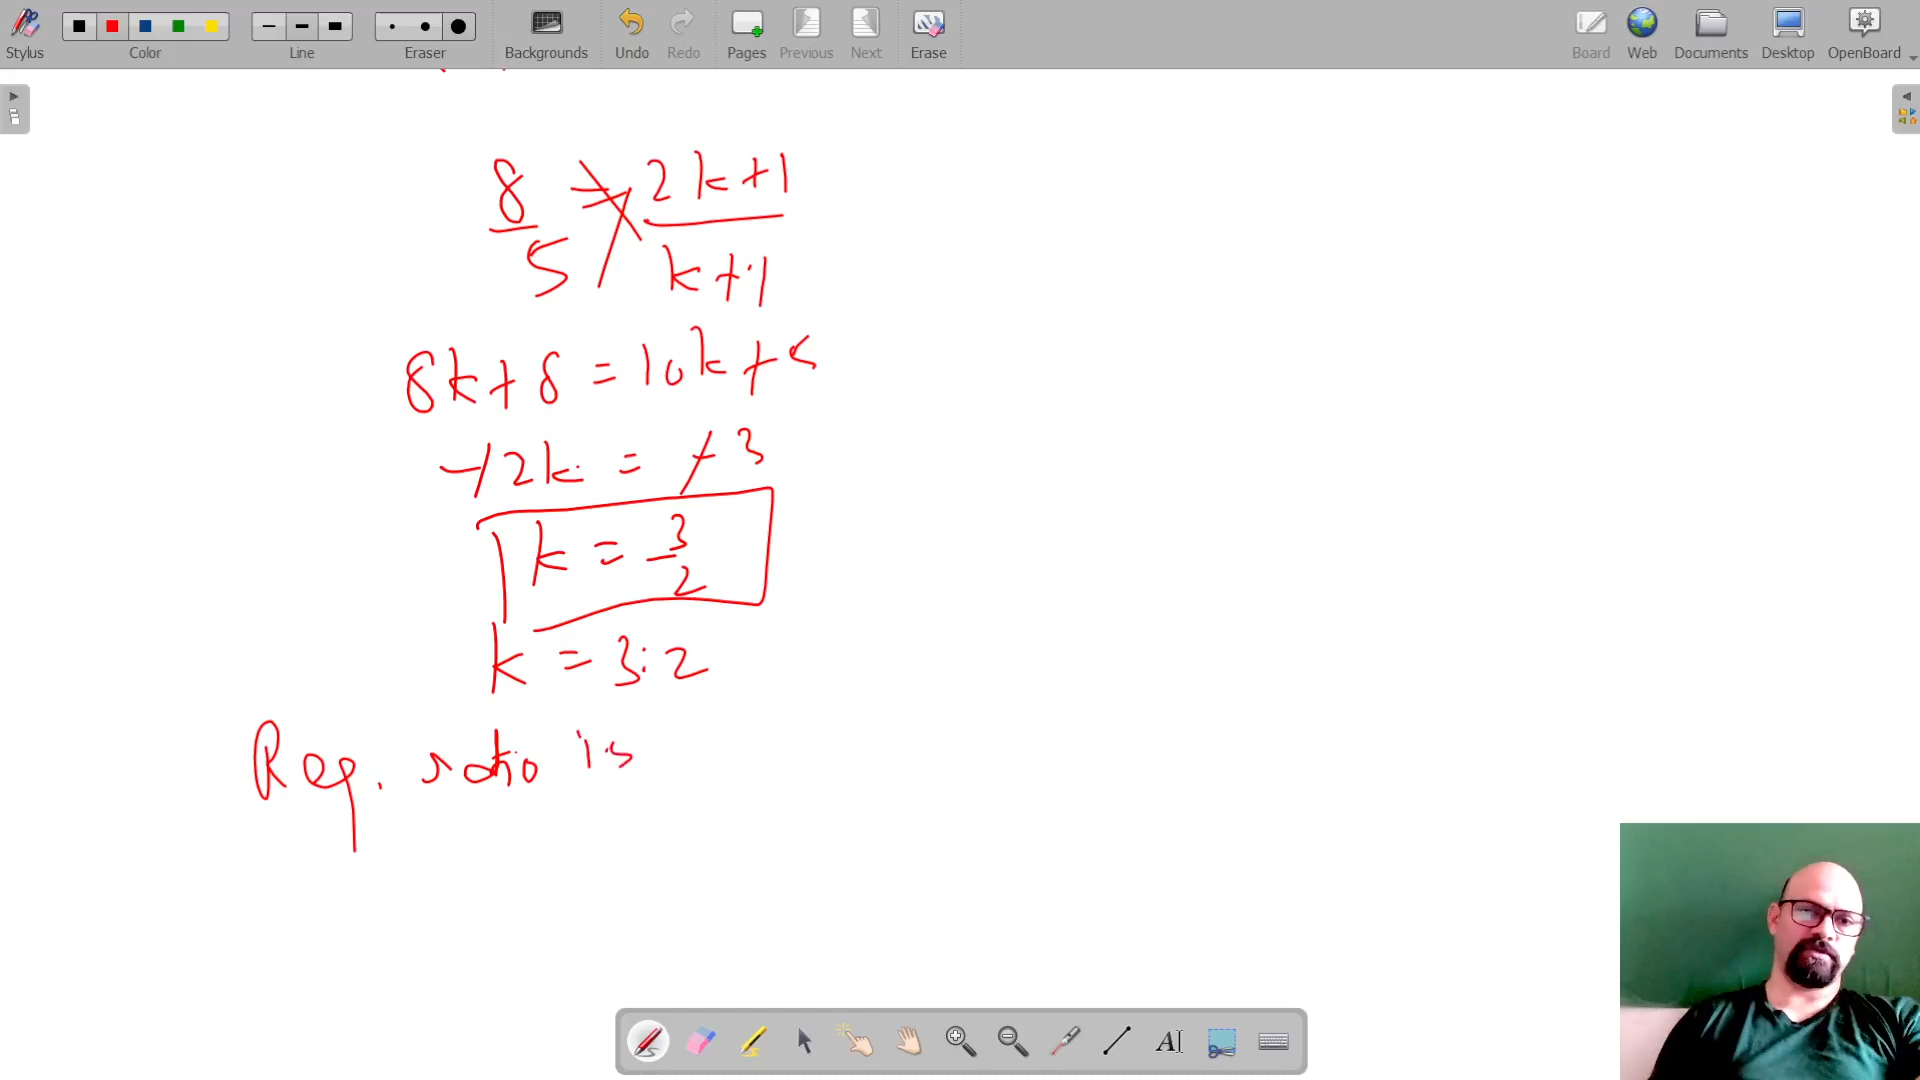 Stylus Color Line Eraser Backgrounds Undo Redo Pages Previous Next Erase Board Web Documents Desktop OpenBoard
8/5 = 2k+1/k+1
8k+8=10k+5
-2k = -3
k = 3/2
k = 3:2
Req. ratio is